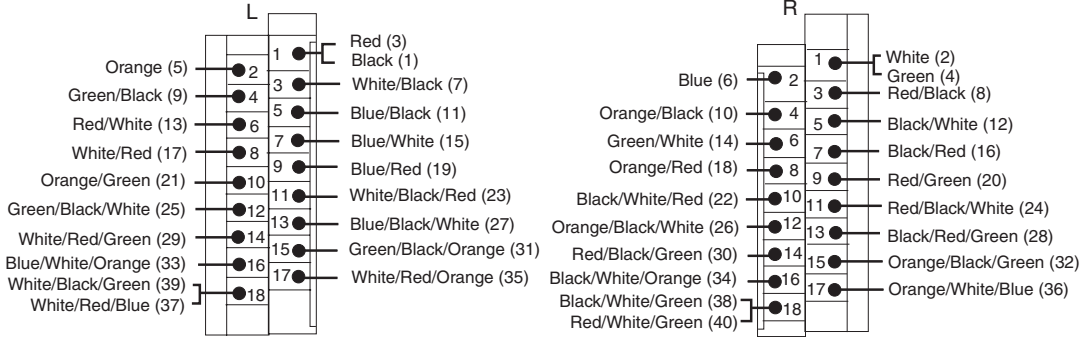 L
Red (3)
Black (1)
1
Orange (5)
2
3
White/Black (7)
Green/Black (9)
4
5
Blue/Black (11)
Red/White (13)
6
7
Blue/White (15)
White/Red (17)
8
9
Blue/Red (19)
Orange/Green (21)
10
11
White/Black/Red (23)
Green/Black/White (25)
12
13
Blue/Black/White (27)
White/Red/Green (29)
14
15
Green/Black/Orange (31)
Blue/White/Orange (33)
16
17
White/Red/Orange (35)
White/Black/Green (39)
White/Red/Blue (37)
18
R
White (2)
Green (4)
1
Blue (6)
2
3
Red/Black (8)
Orange/Black (10)
4
5
Black/White (12)
Green/White (14)
6
7
Black/Red (16)
Orange/Red (18)
8
9
Red/Green (20)
Black/White/Red (22)
10
11
Red/Black/White (24)
Orange/Black/White (26)
12
13
Black/Red/Green (28)
Red/Black/Green (30)
14
15
Orange/Black/Green (32)
Black/White/Orange (34)
16
17
Orange/White/Blue (36)
Black/White/Green (38)
Red/White/Green (40)
18